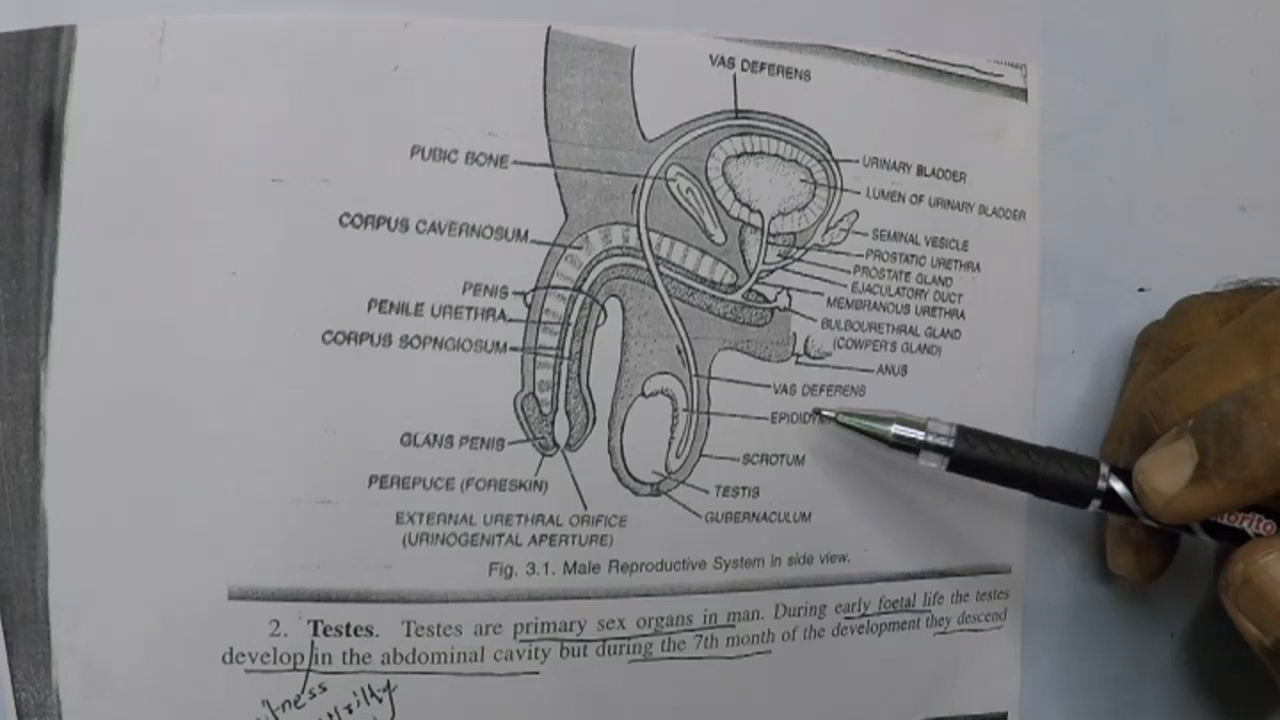 VAS DEFERENS
PUBIC BONE
URINARY BLADDER
LUMEN OF URINARY BLADDER
CORPUS CAVERNOSUM
SEMINAL VESICLE
PROSTATIC URETHRA
PROSTATE GLAND
EJACULATORY DUCT
PENIS
MEMBRANOUS URETHRA
PENILE URETHRA
BULBOURETHRAL GLAND
(COWPER'S GLAND)
CORPUS SOPNGIOSUM
ANUS
VAS DEFERENS
GLANS PENIS
SCROTUM
PEREPUCE (FORESKIN)
TESTIS
GUBERNACULUM
EXTERNAL URETHRAL ORIFICE
(URINOGENITAL APERTURE)
Fig. 3.1. Male Reproductive System in side view.
2. Testes. Testes are primary sex organs in man. During early foetal life the testes
develop in the abdominal cavity but during the 7th month of the development they descend